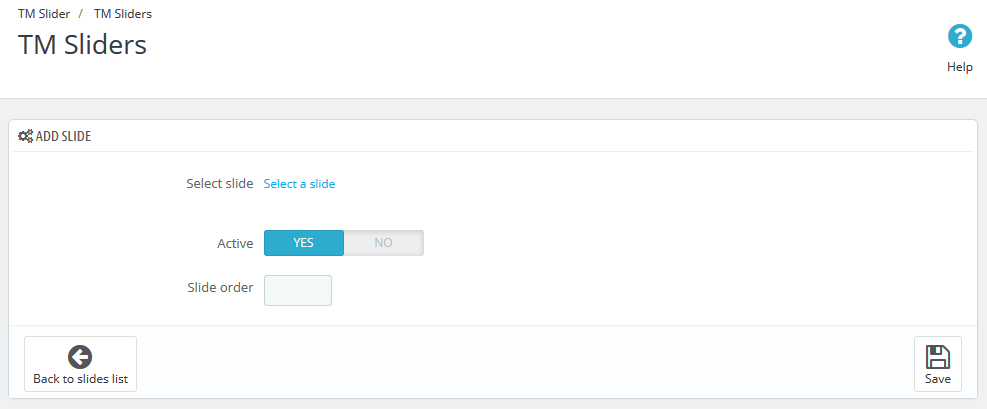 TM Slider / TM Sliders
TM Sliders
?
Help
ADD SLIDE
Select slide Select a slide
Active YES NO
Slide order
Back to slides list
Save